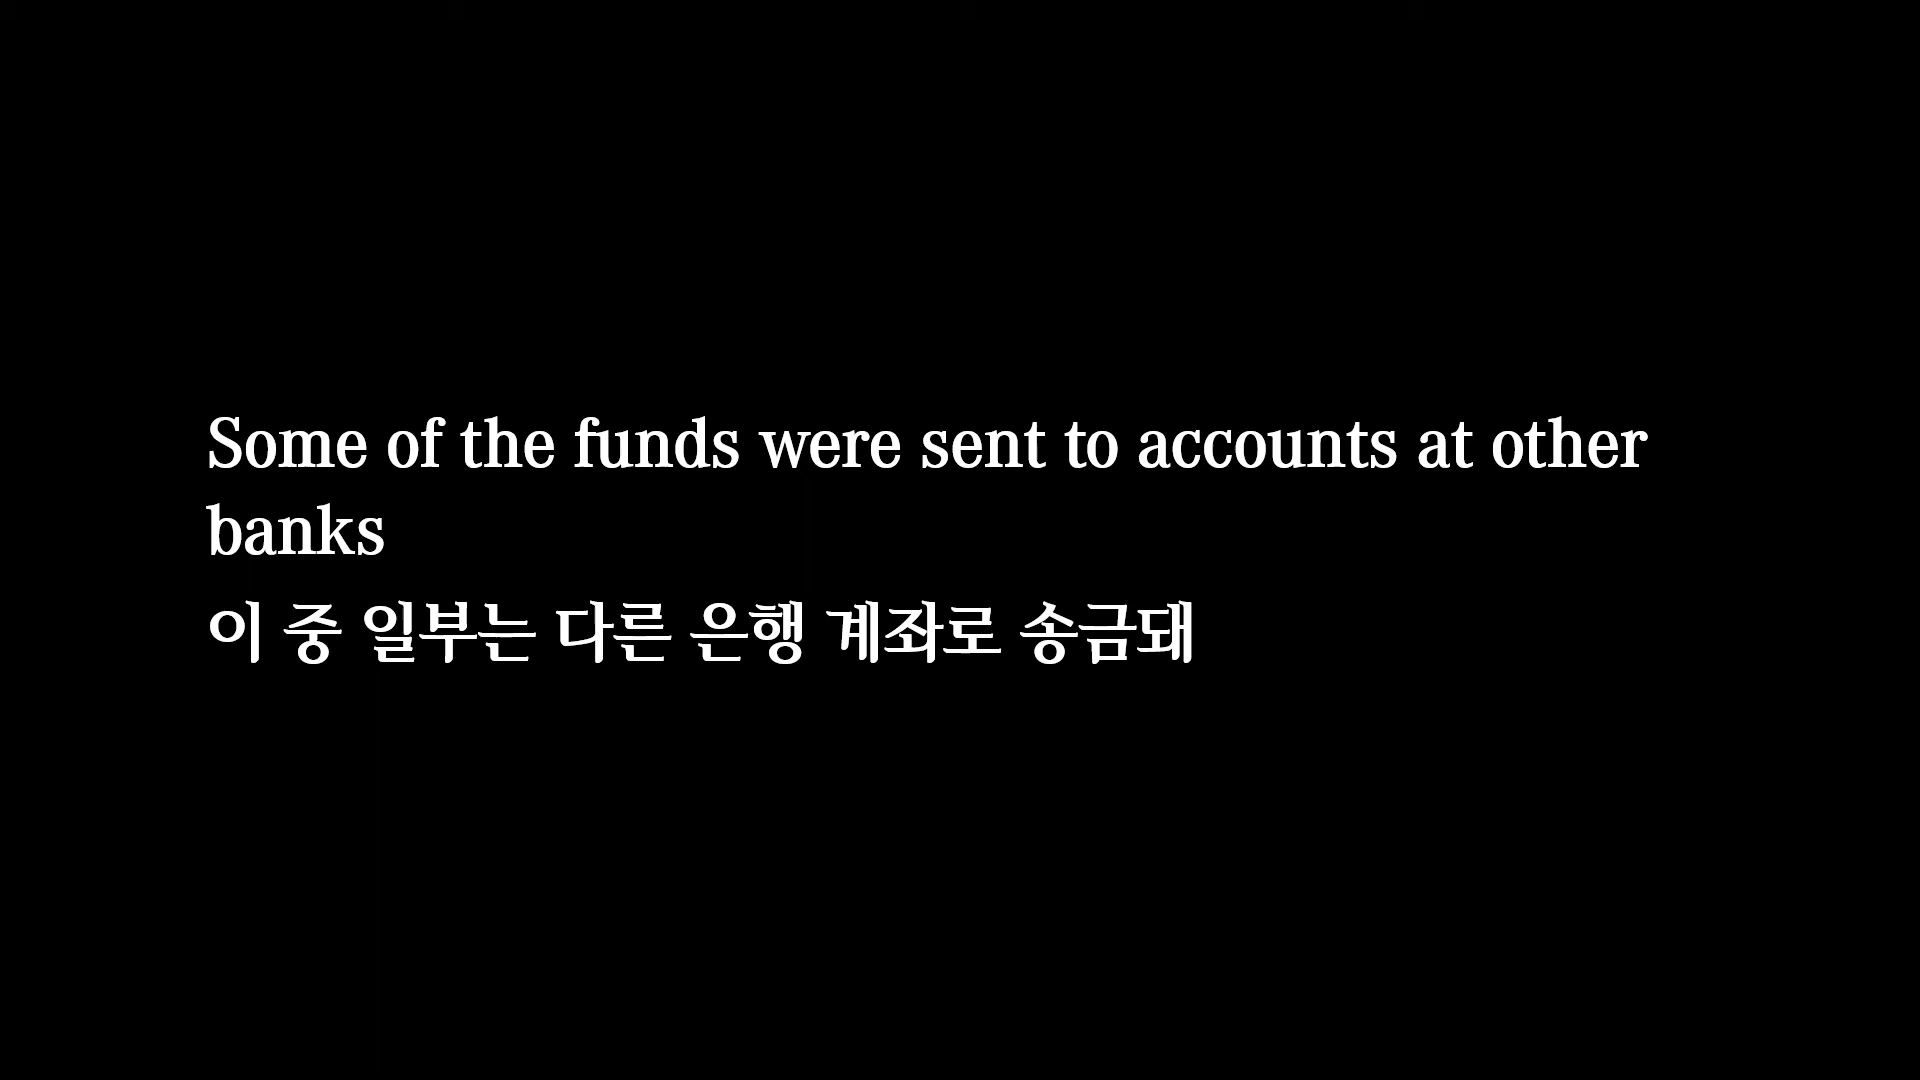 Some of the funds were sent to accounts at other
banks
이 중 일부는 다른 은행 계좌로 송금돼